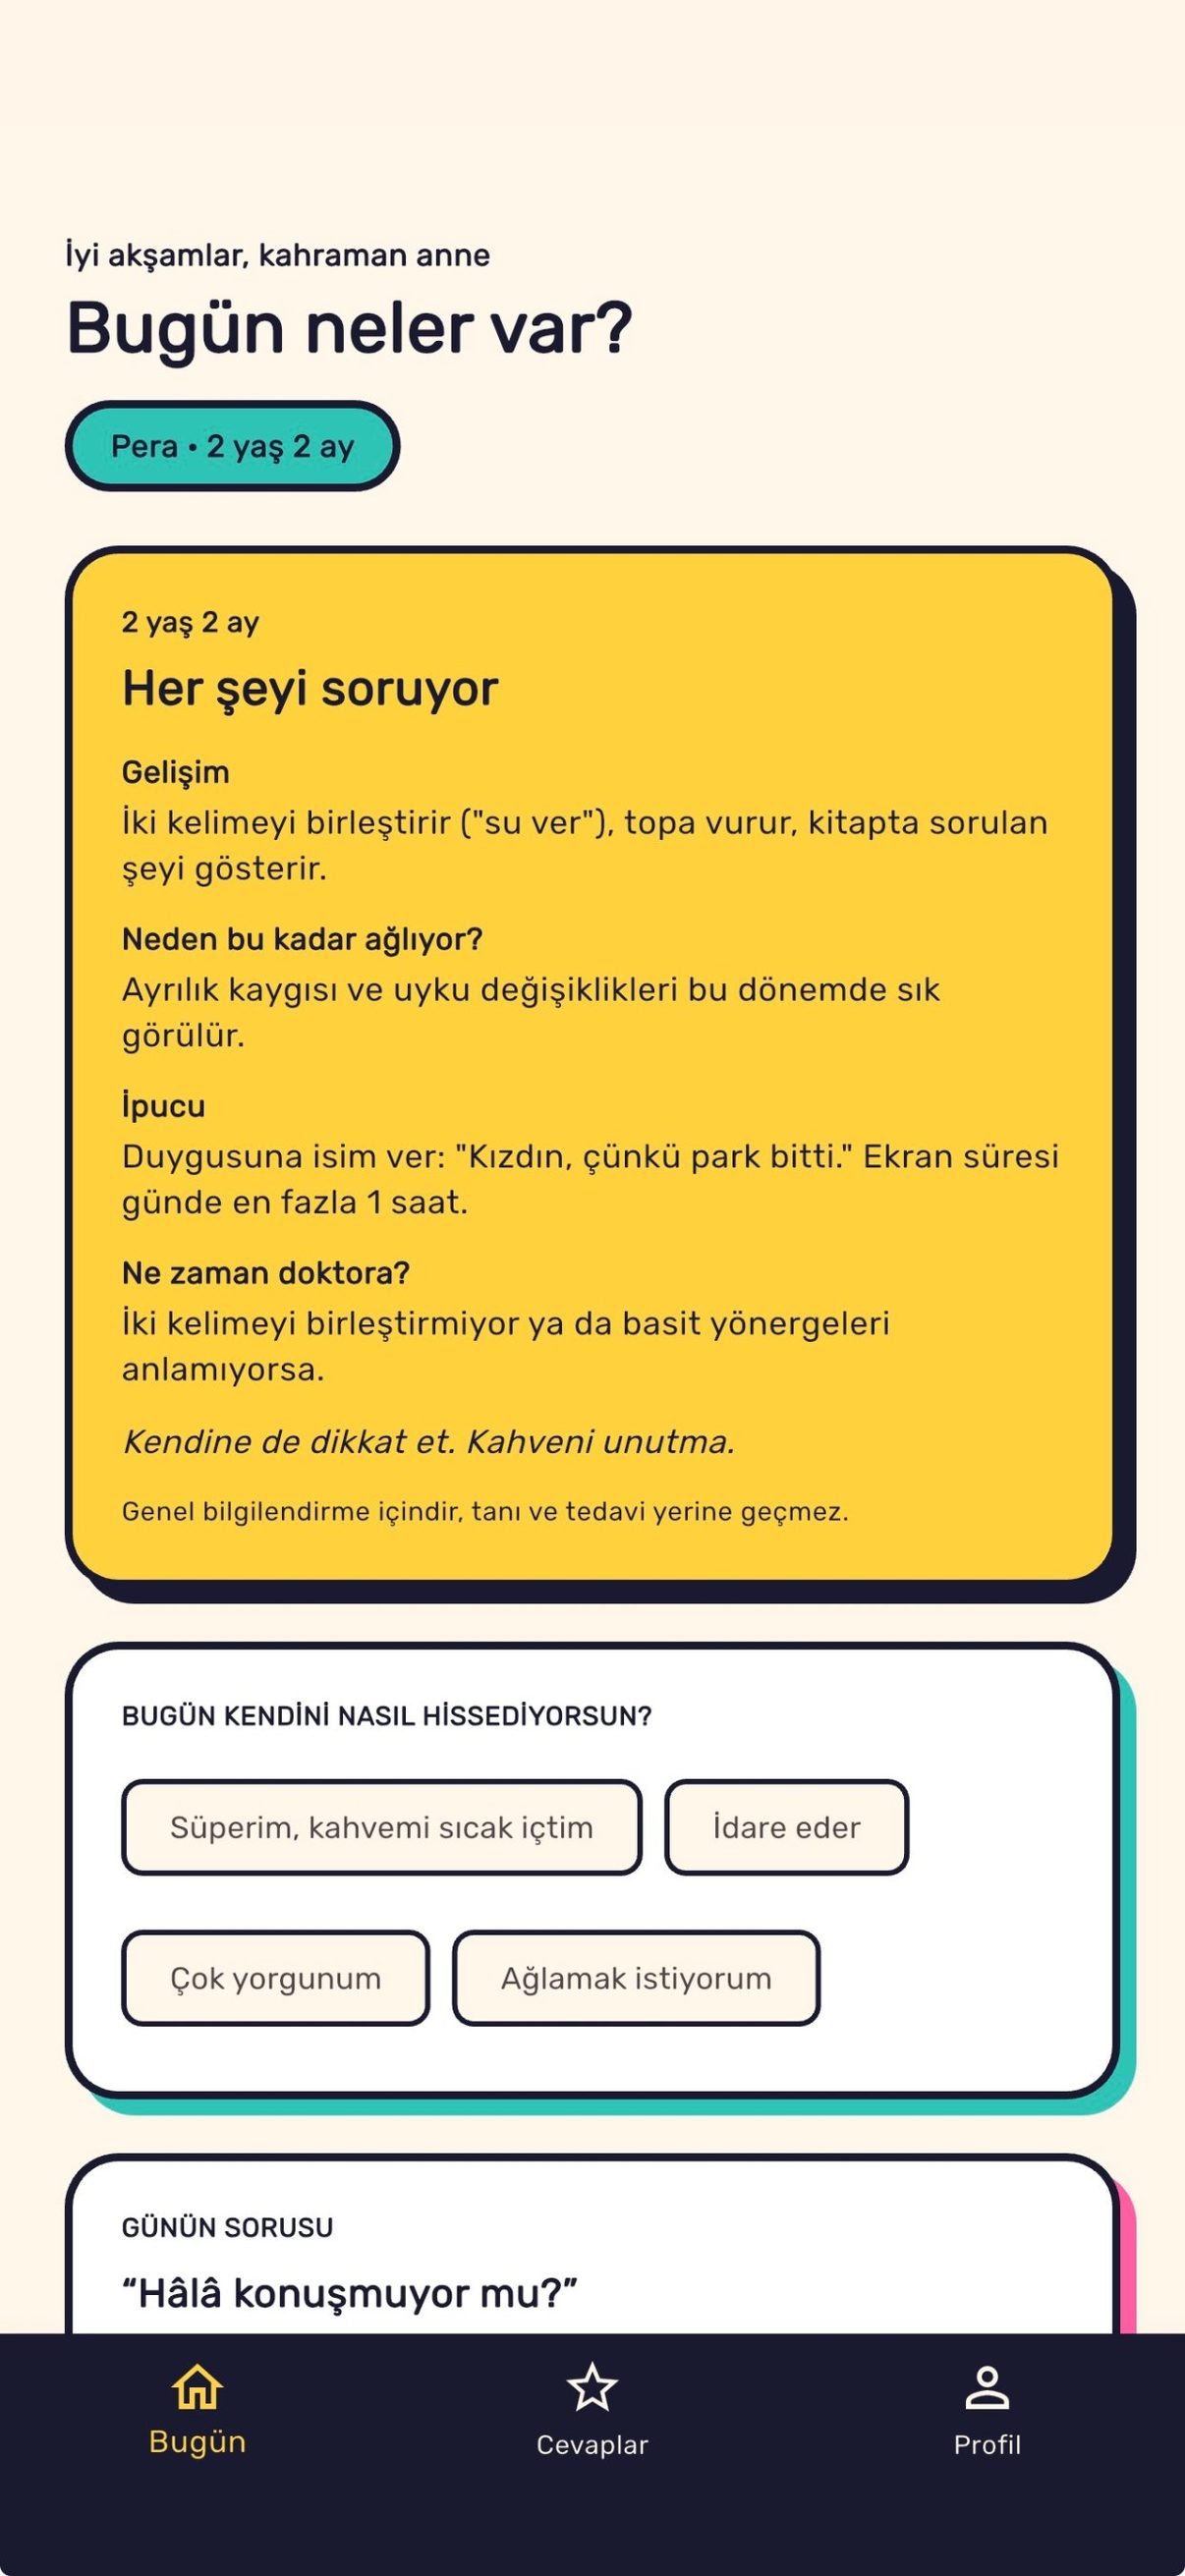 İyi akşamlar, kahraman anne
Bugün neler var?
Pera • 2 yaş 2 ay
2 yaş 2 ay
Her şeyi soruyor
Gelişim
İki kelimeyi birleştirir ("su ver"), topa vurur, kitapta sorulan
şeyi gösterir.
Neden bu kadar ağlıyor?
Ayrılık kaygısı ve uyku değişiklikleri bu dönemde sık
görülür.
İpucu
Duygusuna isim ver: "Kızdın, çünkü park bitti." Ekran süresi
günde en fazla 1 saat.
Ne zaman doktora?
İki kelimeyi birleştirmiyor ya da basit yönergeleri
anlamıyorsa.
Kendine de dikkat et. Kahveni unutma.
Genel bilgilendirme içindir, tanı ve tedavi yerine geçmez.
BUGÜN KENDİNİ NASIL HİSSEDİYORSUN?
Süperim, kahvemi sıcak içtim
İdare eder
Çok yorgunum
Ağlamak istiyorum
GÜNÜN SORUSU
“Hâlâ konuşmuyor mu?”
Bugün
Cevaplar
Profil